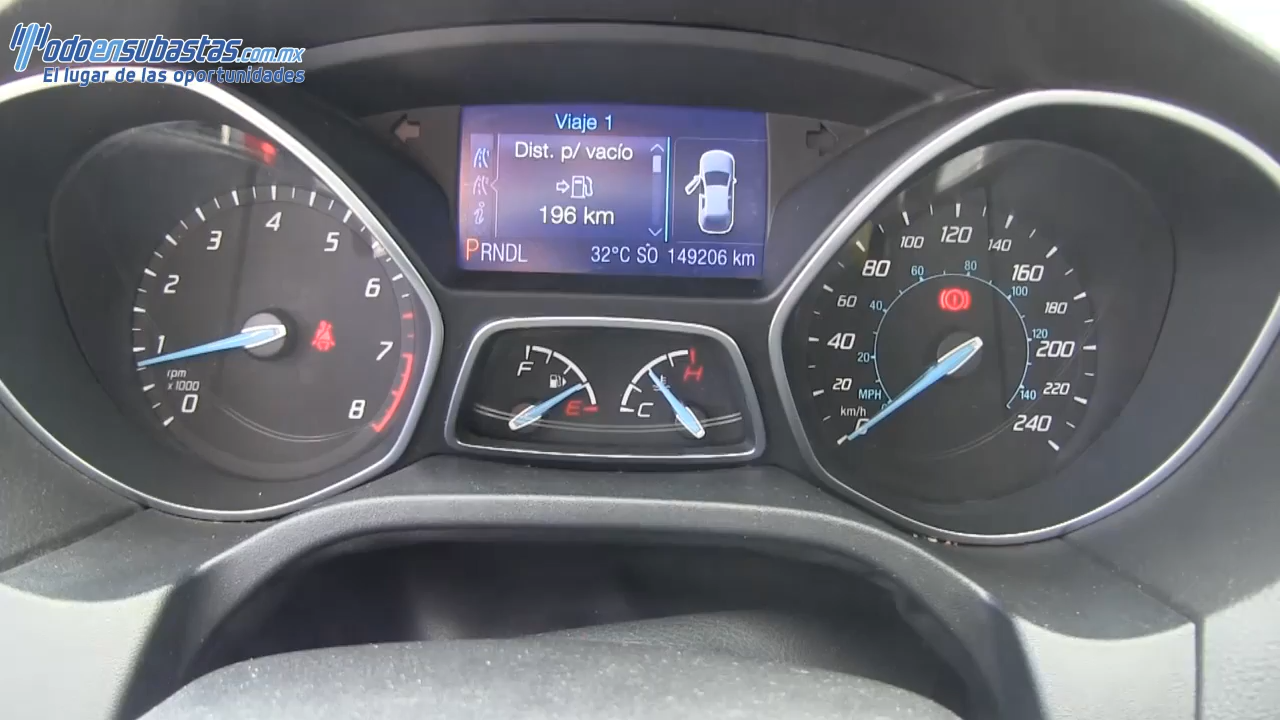 Todoensubastas.com.mx
El lugar de las oportunidades
Viaje 1
Dist. p/ vacío
196 km
PRNDL 32°C SO 149206 km
0 1 2 3 4 5 6 7 8
rpm
x1000
F E
C H
0 20 40 60 80 100 120 140 160 180 200 220 240
20 40 60 80 100 120 140
MPH
km/h